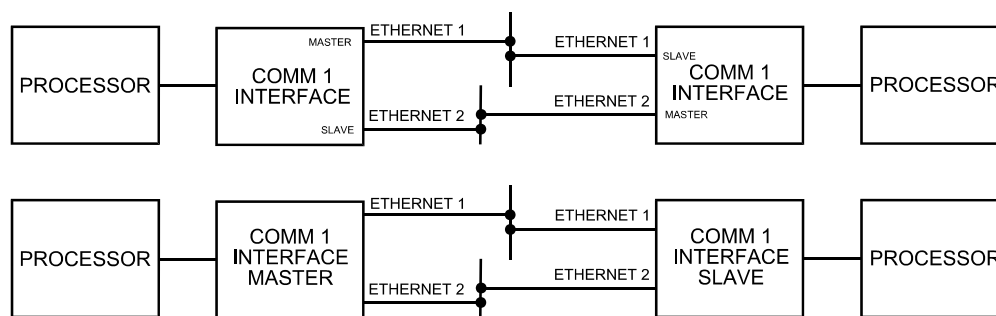 PROCESSOR
MASTER
COMM 1
INTERFACE
SLAVE
ETHERNET 1
ETHERNET 2
ETHERNET 1
ETHERNET 2
SLAVE
COMM 1
INTERFACE
MASTER
PROCESSOR
PROCESSOR
COMM 1
INTERFACE
MASTER
ETHERNET 1
ETHERNET 2
ETHERNET 1
ETHERNET 2
COMM 1
INTERFACE
SLAVE
PROCESSOR